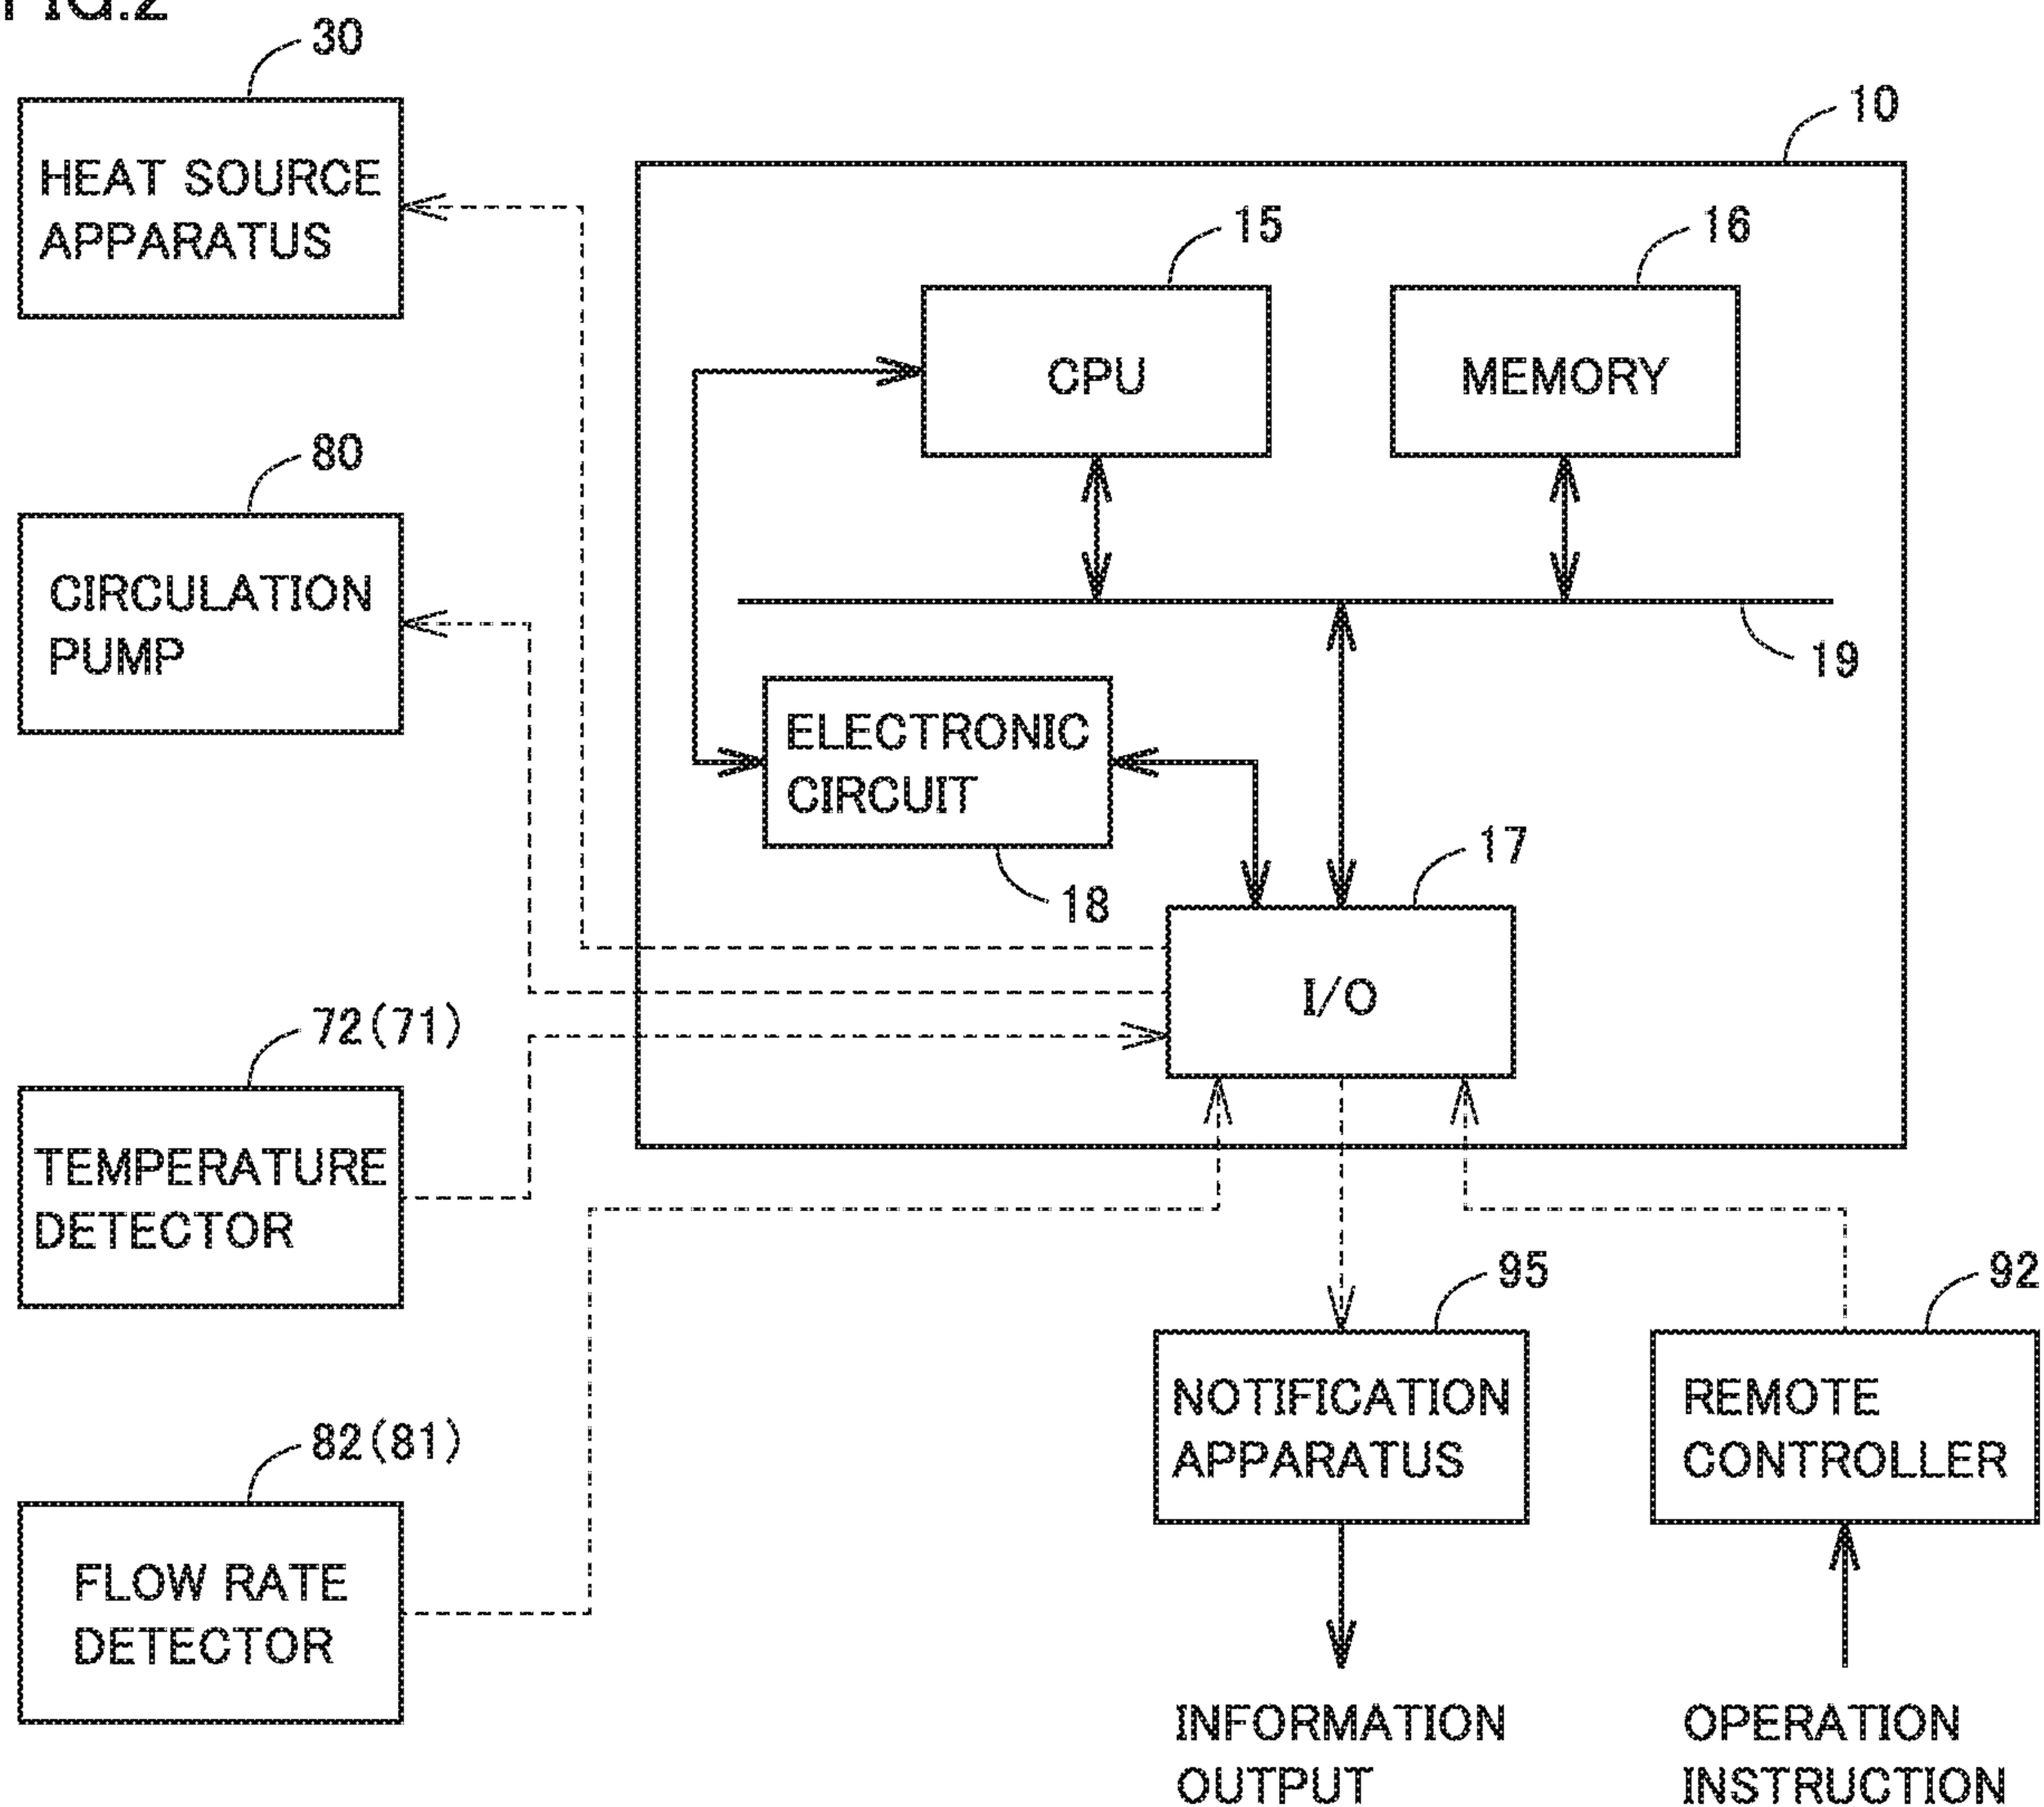 FIG.2
30
HEAT SOURCE
APPARATUS
10
15
CPU
16
MEMORY
80
CIRCULATION
PUMP
19
ELECTRONIC
CIRCUIT
18
17
I/O
72(71)
TEMPERATURE
DETECTOR
95
NOTIFICATION
APPARATUS
92
REMOTE
CONTROLLER
82(81)
FLOW RATE
DETECTOR
INFORMATION
OUTPUT
OPERATION
INSTRUCTION